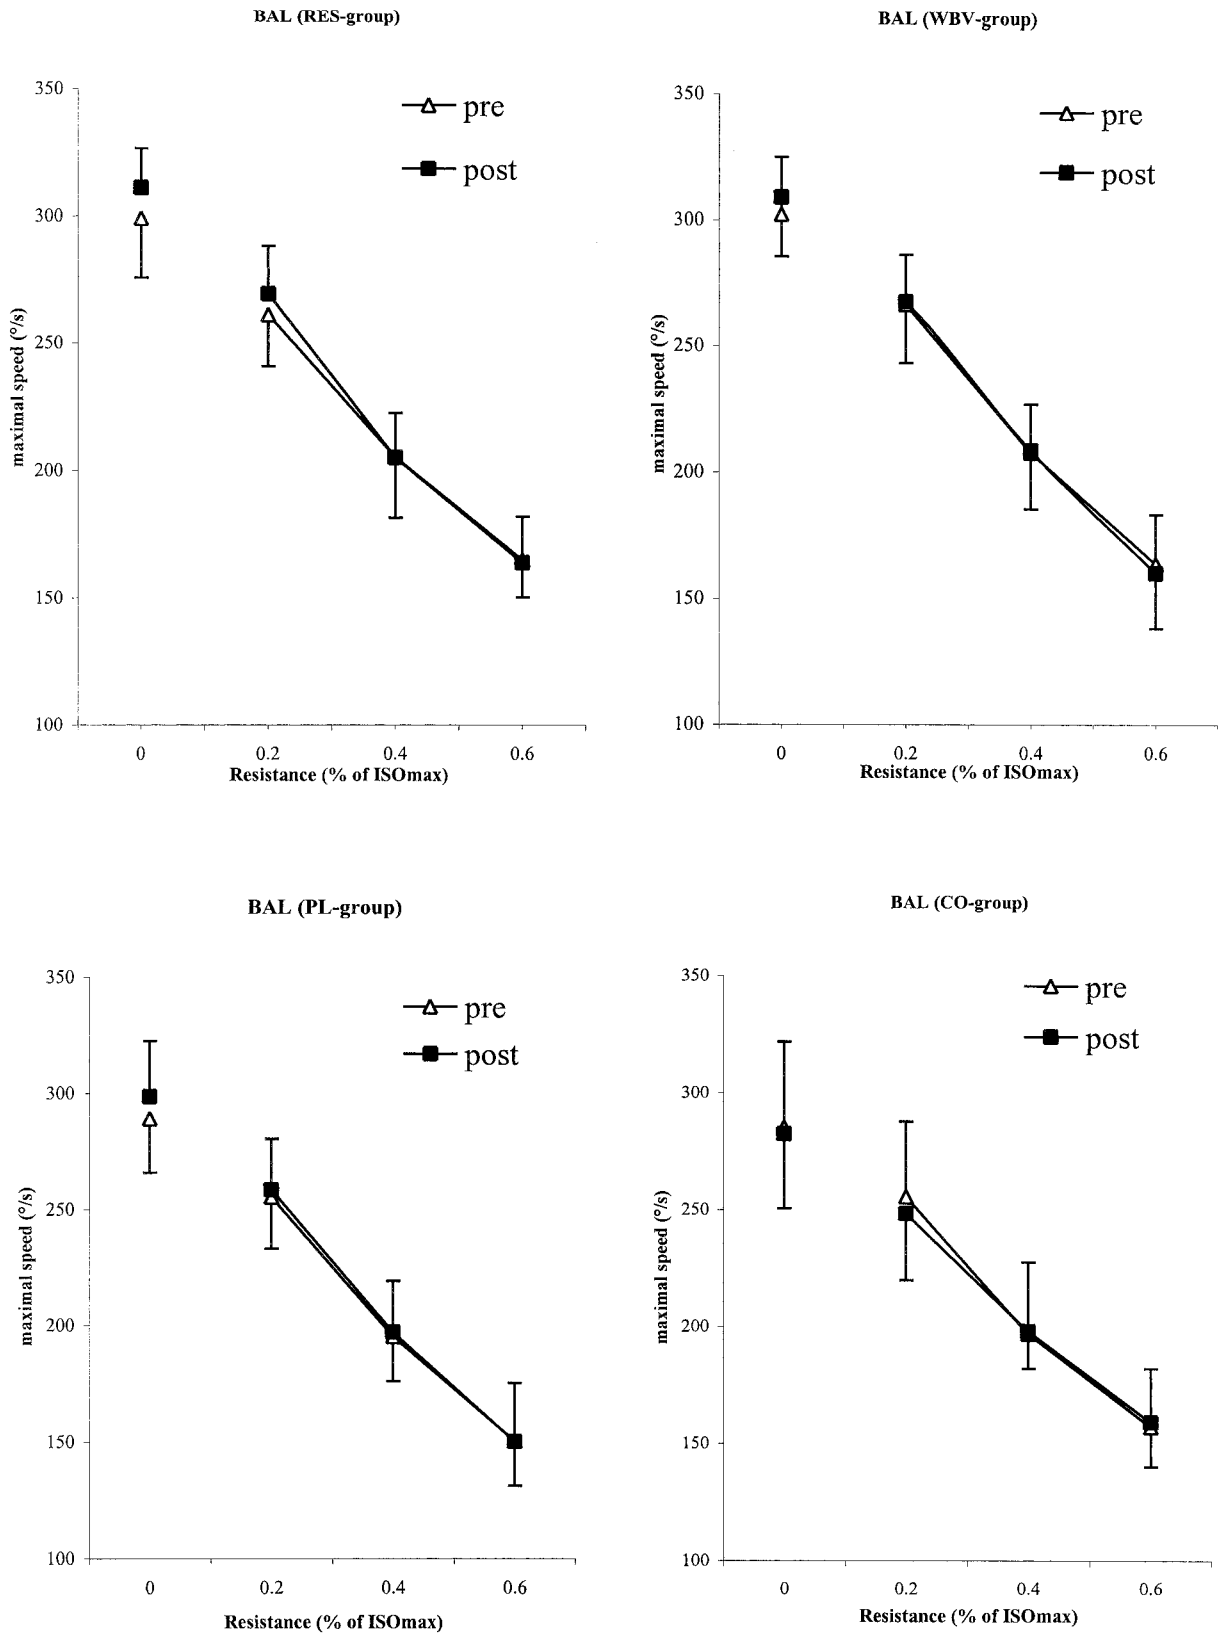 BAL (RES-group)
350
300
250
200
150
100
maximal speed (°/s)
pre
post
0 0.2 0.4 0.6
Resistance (% of ISOmax)
BAL (WBV-group)
350
300
250
200
150
100
maximal speed (°/s)
pre
post
0 0.2 0.4 0.6
Resistance (% of ISOmax)
BAL (PL-group)
350
300
250
200
150
100
maximal speed (°/s)
pre
post
0 0.2 0.4 0.6
Resistance (% of ISOmax)
BAL (CO-group)
350
300
250
200
150
100
maximal speed (°/s)
pre
post
0 0.2 0.4 0.6
Resistance (% of ISOmax)